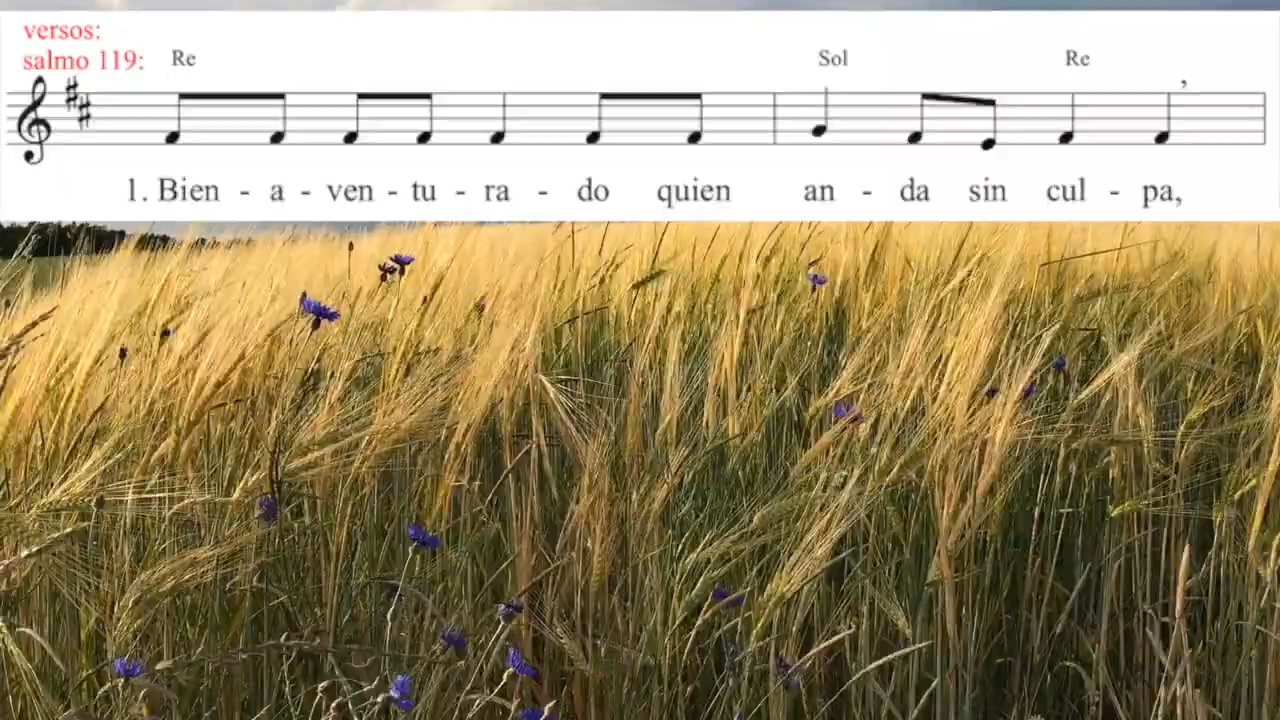 versos:
salmo 119: Re Sol Re
1. Bien - a - ven - tu - ra - do quien an - da sin cul - pa,